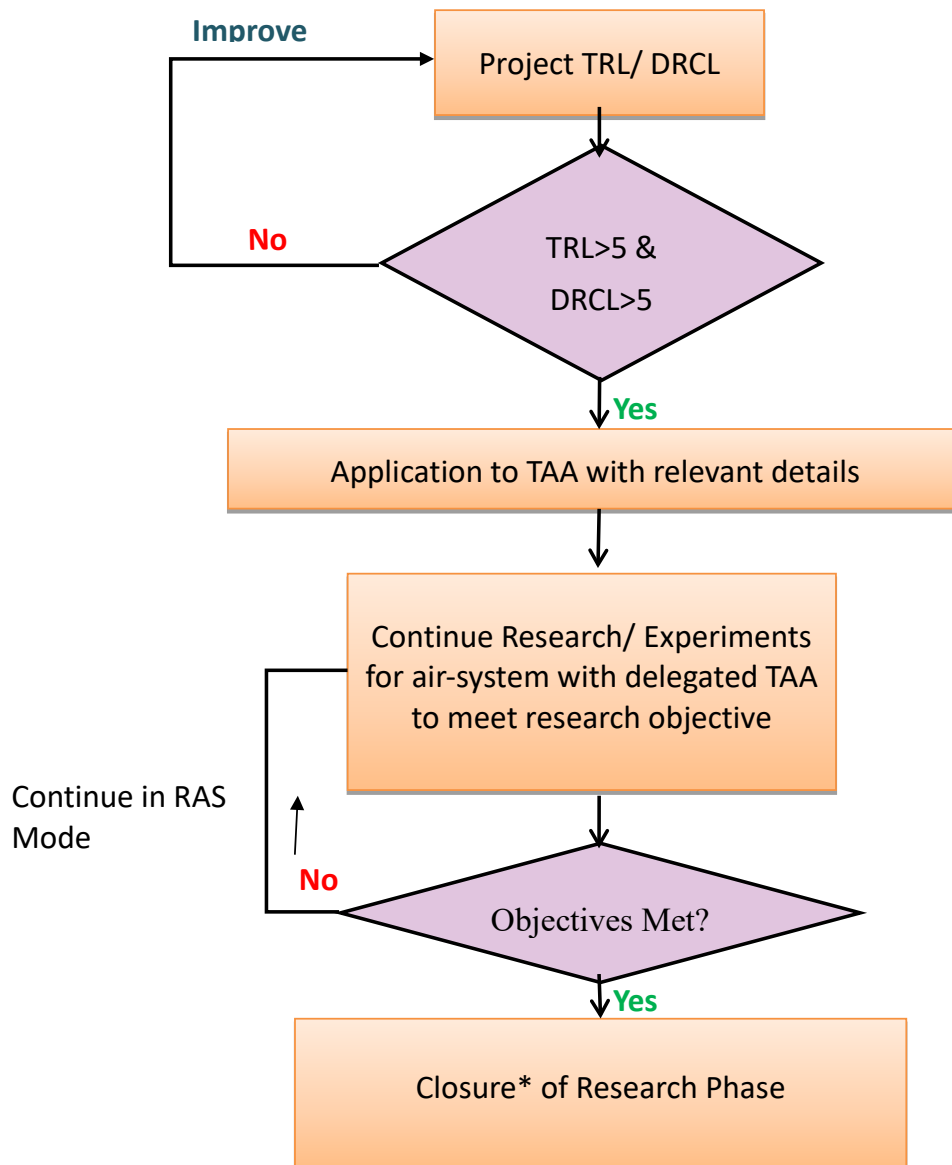 Improve
Project TRL/ DRCL
No
TRL>5 &
DRCL>5
Yes
Application to TAA with relevant details
Continue Research/ Experiments
for air-system with delegated TAA
to meet research objective
Continue in RAS
Mode
No
Objectives Met?
Yes
Closure* of Research Phase